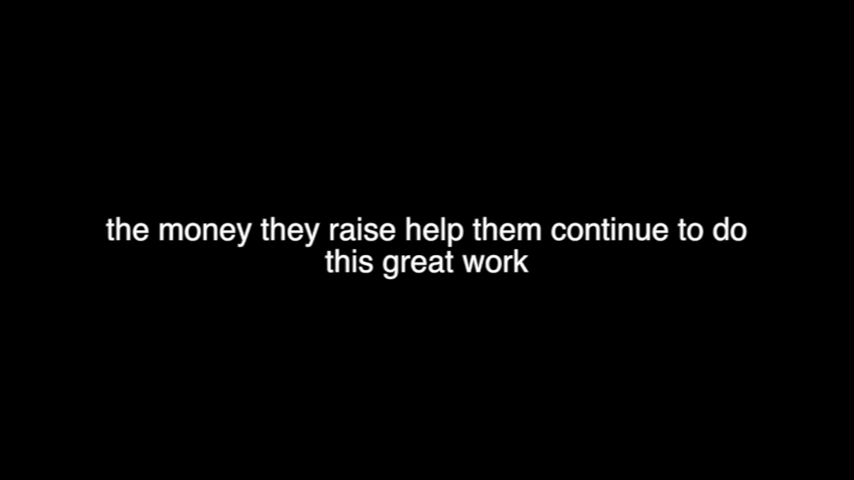 the money they raise help them continue to do
this great work